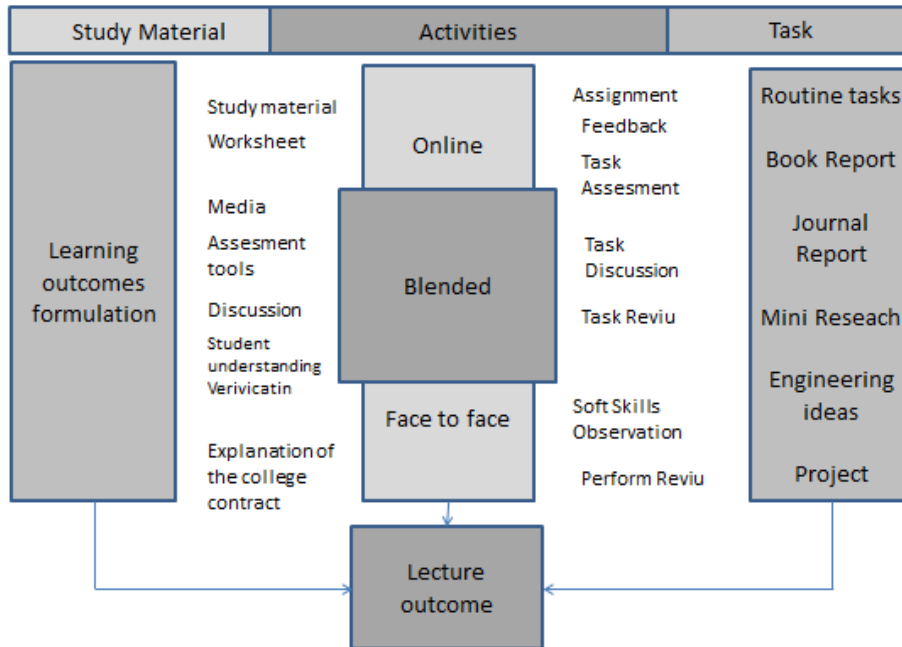 Study Material
Activities
Task
Learning
outcomes
formulation
Study material
Worksheet
Media
Assesment
tools
Discussion
Student
understanding
Verivicatin
Explanation of
the college
contract
Online
Blended
Face to face
Assignment
Feedback
Task
Assesment
Task
Discussion
Task Reviu
Soft Skills
Observation
Perform Reviu
Routine tasks
Book Report
Journal
Report
Mini Reseach
Engineering
ideas
Project
Lecture
outcome